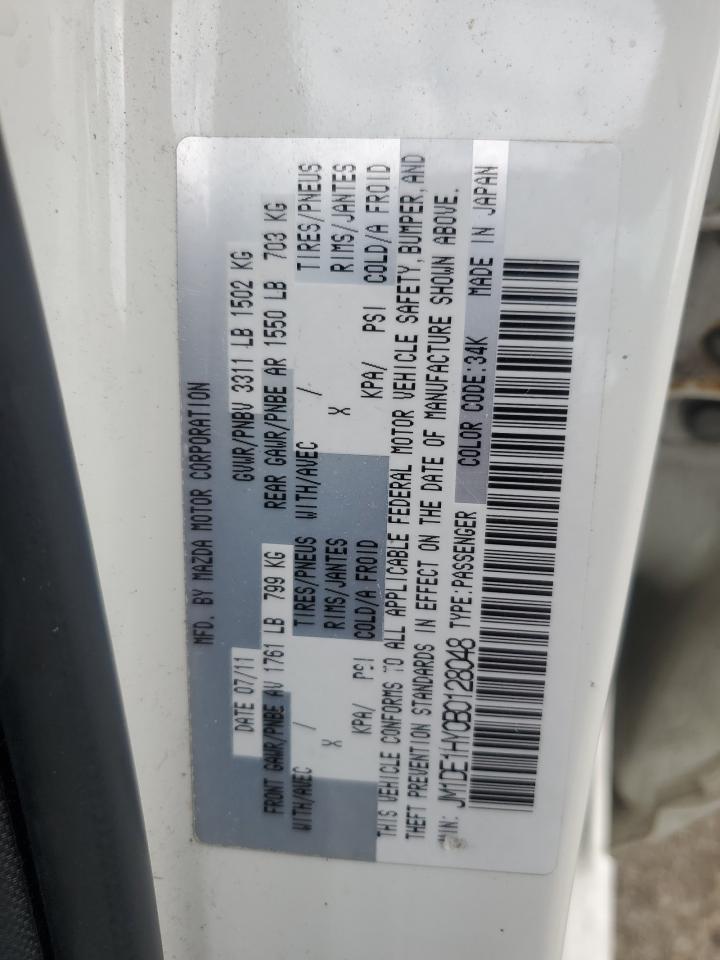 MFD. BY MAZDA MOTOR CORPORATION
DATE 07/11 GVWR/PNBV 3311 LB 1502 KG
FRONT GAWR/PNBE AV 1761 LB 799 KG REAR GAWR/PNBE AR 1550 LB 703 KG
WITH/AVEC / TIRES/PNEUS WITH/AVEC / TIRES/PNEUS
X RIMS/JANTES X RIMS/JANTES
KPA/ PSI COLD/A FROID KPA/ PSI COLD/A FROID
THIS VEHICLE CONFORMS TO ALL APPLICABLE FEDERAL MOTOR VEHICLE SAFETY, BUMPER, AND
THEFT PREVENTION STANDARDS IN EFFECT ON THE DATE OF MANUFACTURE SHOWN ABOVE.
VIN: JM1DE1HY0B0128048 TYPE:PASSENGER COLOR CODE:34K MADE IN JAPAN